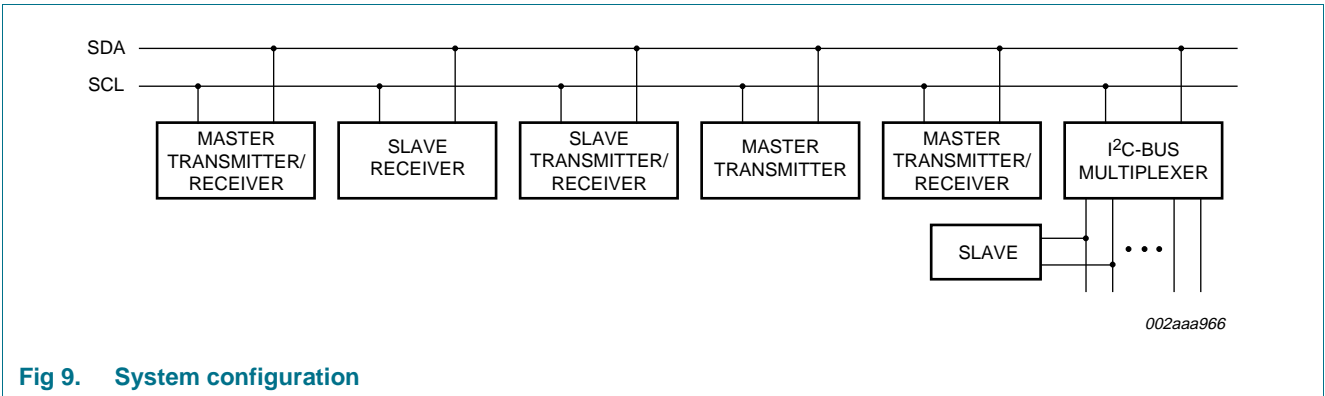 SDA
SCL
MASTER
TRANSMITTER/
RECEIVER
SLAVE
RECEIVER
SLAVE
TRANSMITTER/
RECEIVER
MASTER
TRANSMITTER
MASTER
TRANSMITTER/
RECEIVER
I²C-BUS
MULTIPLEXER
SLAVE
002aaa966
Fig 9. System configuration